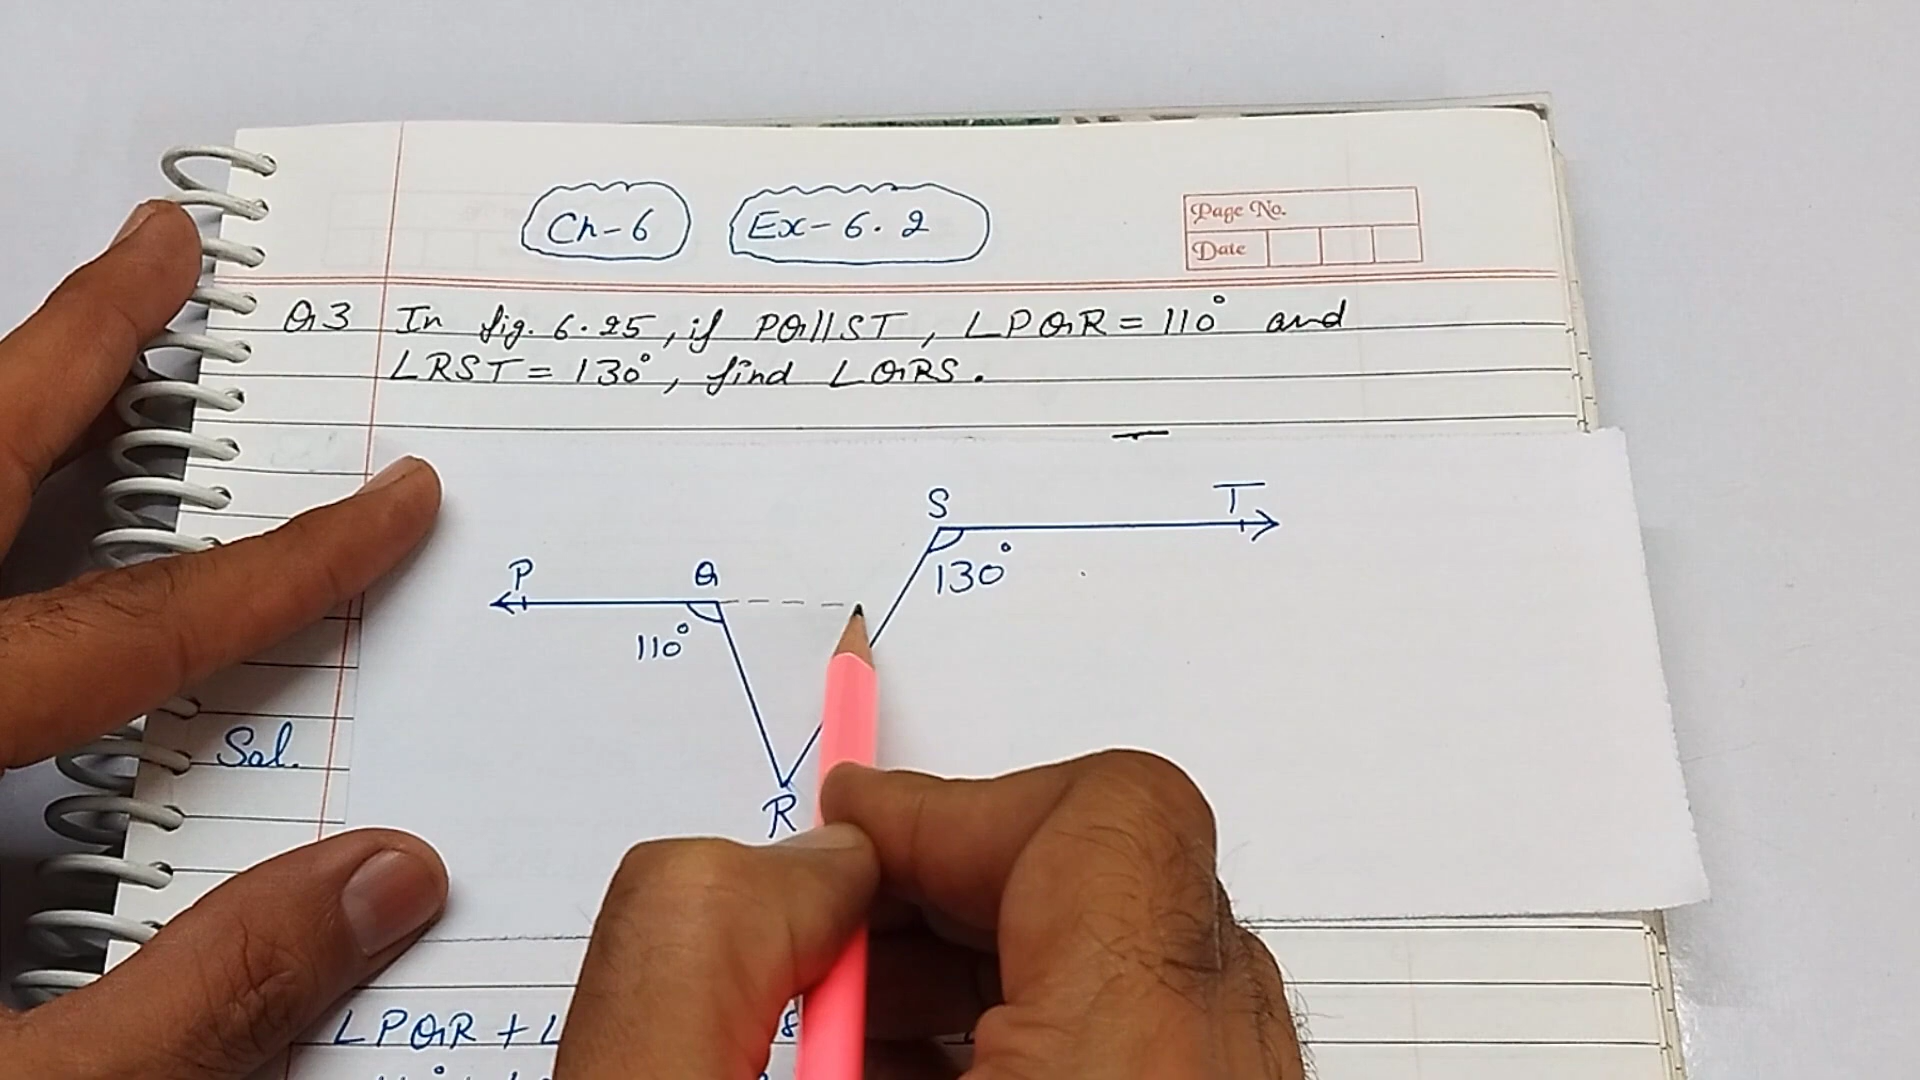 Ch-6 Ex-6.2
Page No.
Date
Q3 In fig. 6.25, if PQ||ST, ∠PQR = 110° and
∠RST = 130°, find ∠QRS.
S T
130°
P Q
110°
R
Sol.
∠PQR + ∠